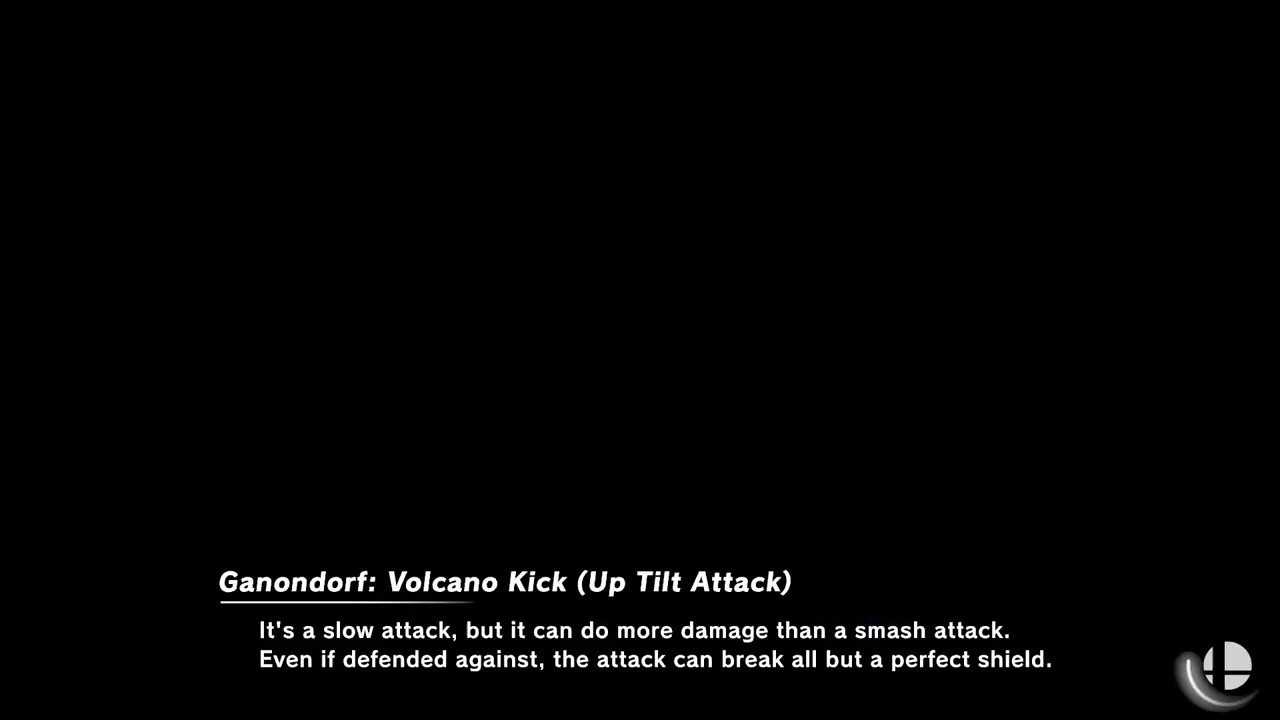 Ganondorf: Volcano Kick (Up Tilt Attack)
It's a slow attack, but it can do more damage than a smash attack.
Even if defended against, the attack can break all but a perfect shield.